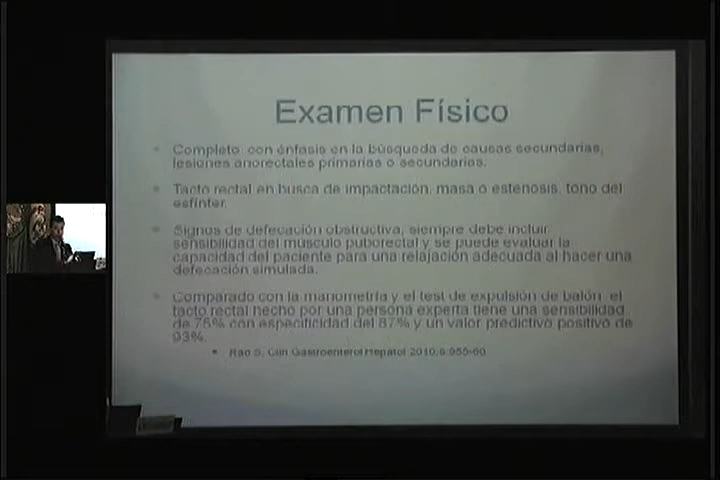 Examen Físico
Completo con énfasis en la búsqueda de causas secundarias,
lesiones anorectales primarias o secundarias.
Tacto rectal en busca de impactación, masa o estenosis, tono del
esfinter.
Signos de defecación obstructiva, siempre debe incluir
sensibilidad del músculo puborectal y se puede evaluar la
capacidad del paciente para una relajación adecuada al hacer una
defecación simulada.
Comparado con la manometría y el test de expulsión de balón, el
tacto rectal hecho por una persona experta tiene una sensibilidad
de 75% con especificidad del 87% y un valor predictivo positivo de
93%.
Rao S, Clin Gastroenterol Hepatol 2010